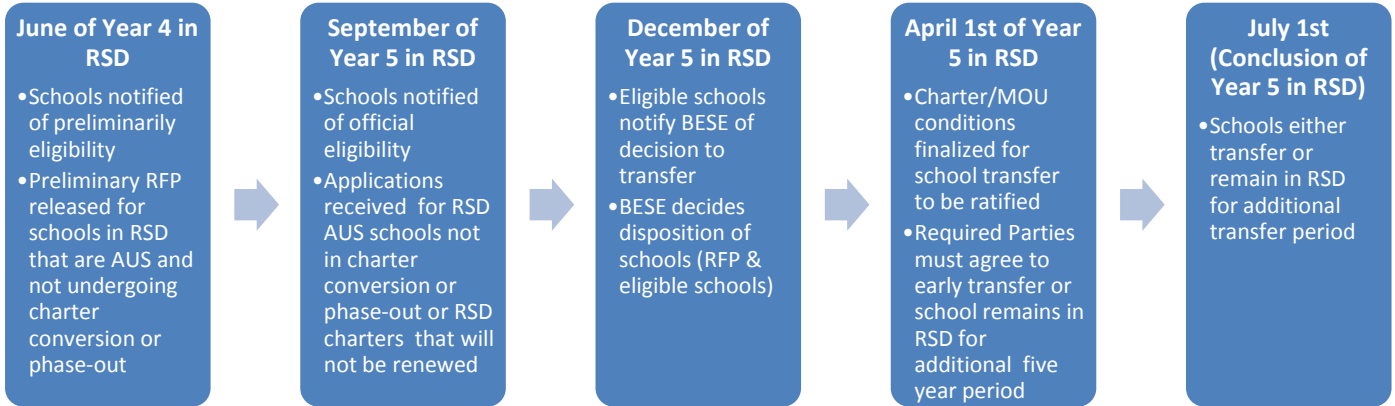 June of Year 4 in
RSD
•Schools notified
of preliminarily
eligibility
•Preliminary RFP
released for
schools in RSD
that are AUS and
not undergoing
charter
conversion or
phase-out
September of
Year 5 in RSD
•Schools notified
of official
eligibility
•Applications
received for RSD
AUS schools not
in charter
conversion or
phase-out or RSD
charters that will
not be renewed
December of
Year 5 in RSD
•Eligible schools
notify BESE of
decision to
transfer
•BESE decides
disposition of
schools (RFP &
eligible schools)
April 1st of Year
5 in RSD
•Charter/MOU
conditions
finalized for
school transfer
to be ratified
•Required Parties
must agree to
early transfer or
school remains in
RSD for
additional five
year period
July 1st
(Conclusion of
Year 5 in RSD)
•Schools either
transfer or
remain in RSD
for additional
transfer period